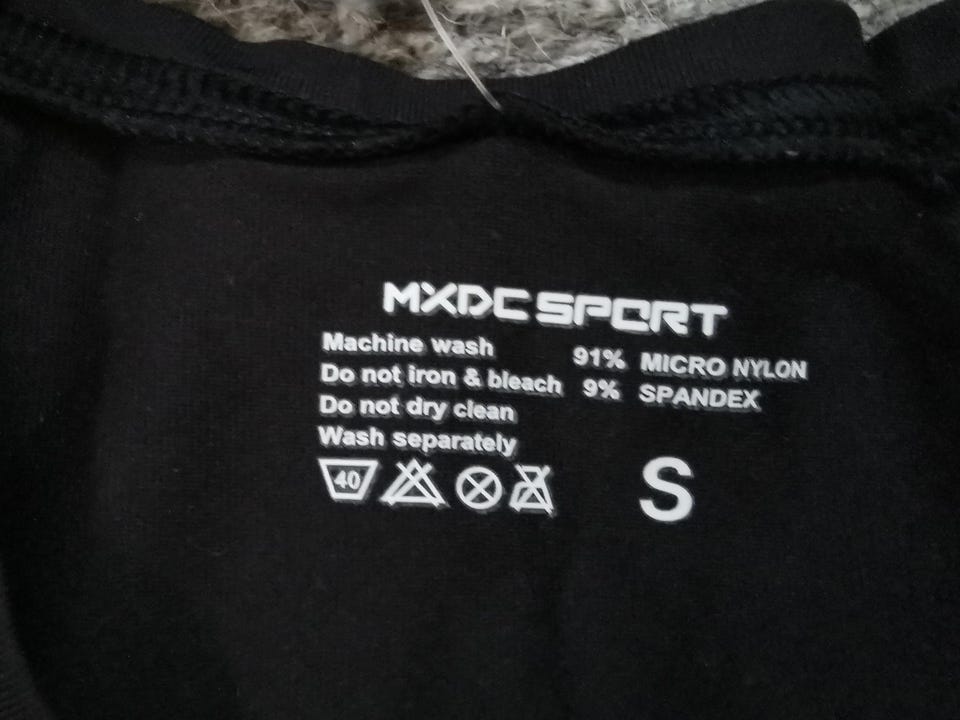 MXDC SPORT
Machine wash
Do not iron & bleach
Do not dry clean
Wash separately
91% MICRO NYLON
9% SPANDEX
40
S